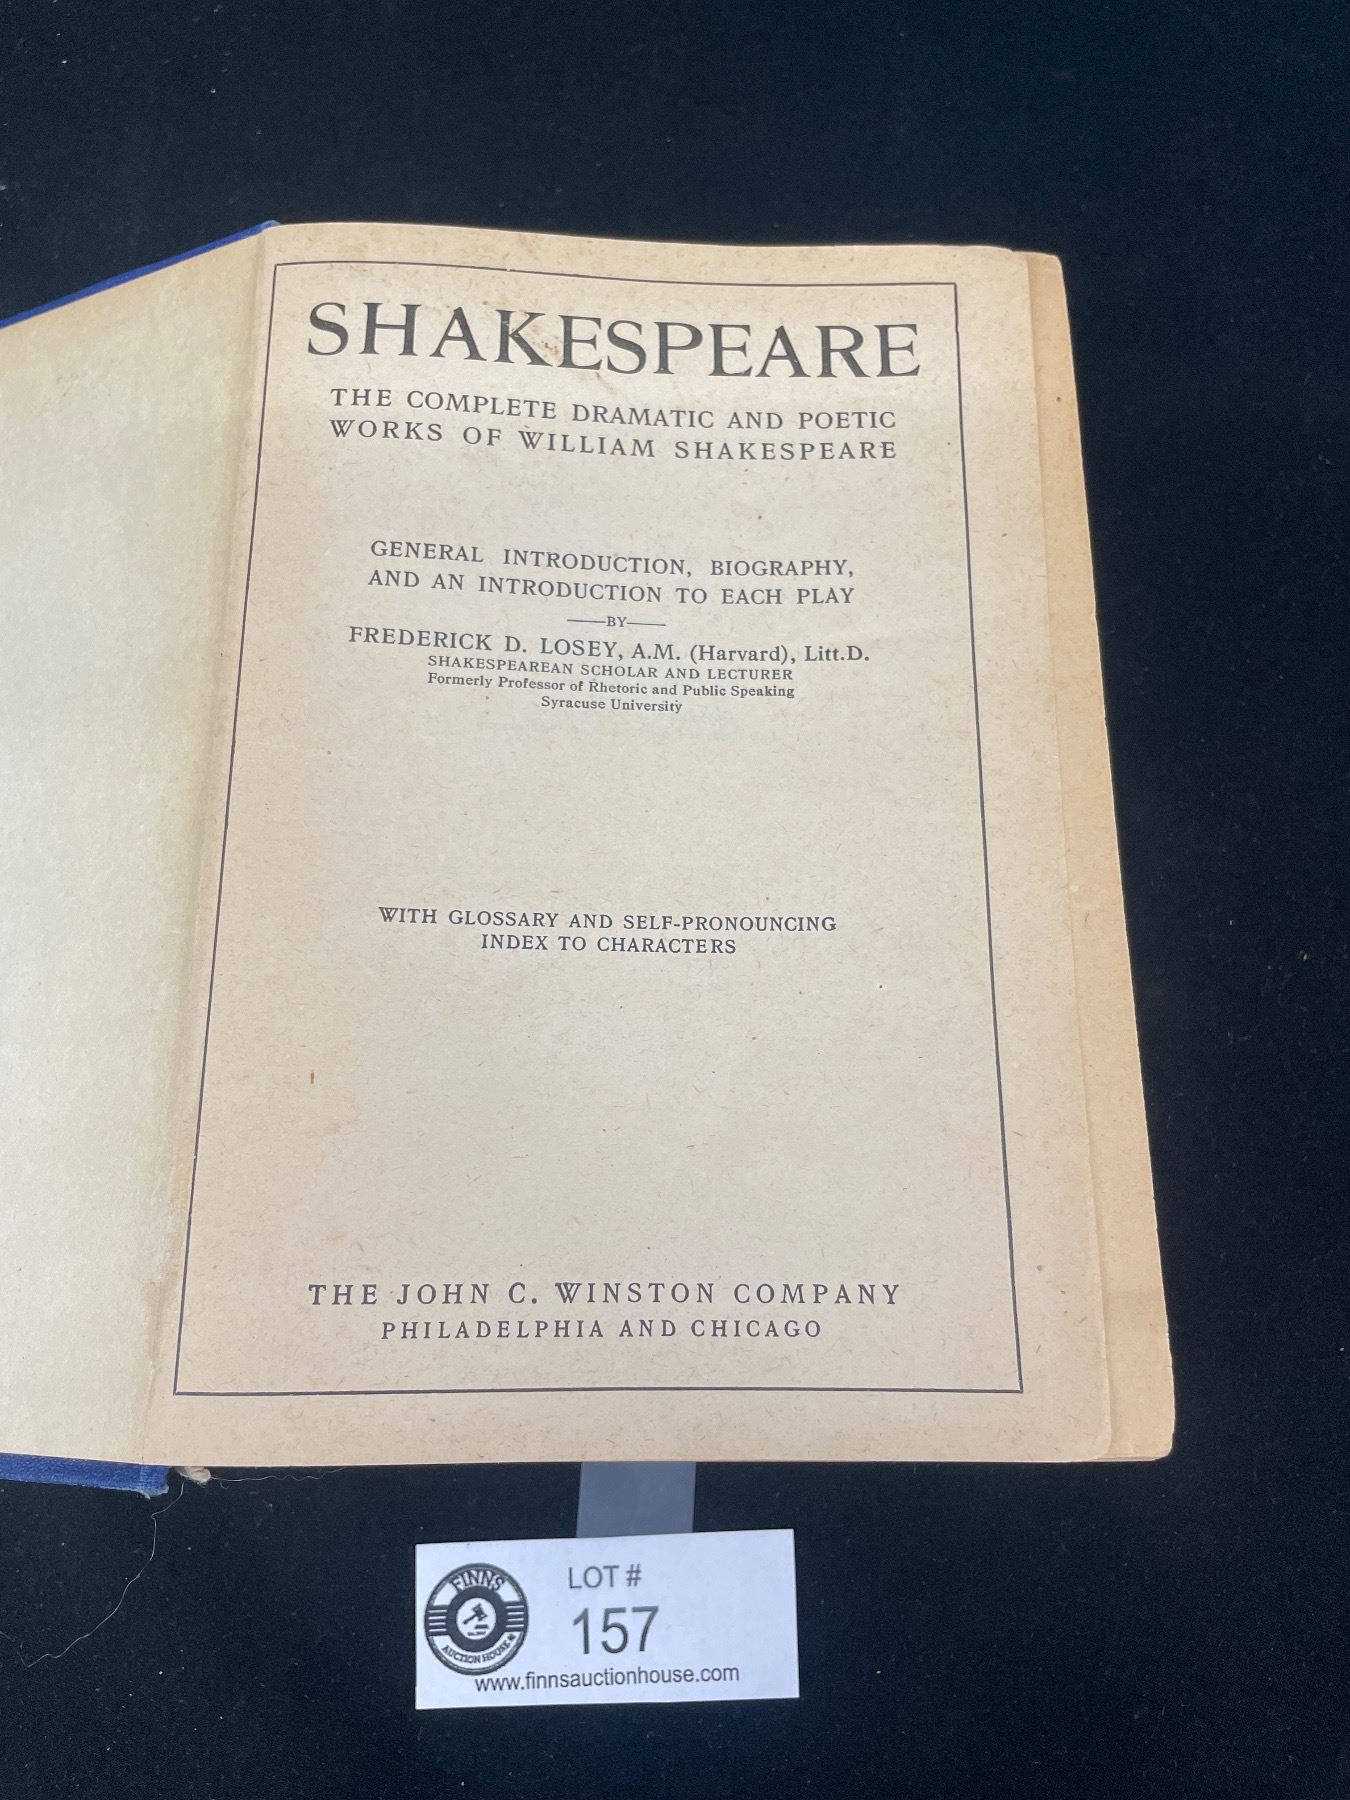 SHAKESPEARE
THE COMPLETE DRAMATIC AND POETIC
WORKS OF WILLIAM SHAKESPEARE
GENERAL INTRODUCTION, BIOGRAPHY,
AND AN INTRODUCTION TO EACH PLAY
BY
FREDERICK D. LOSEY, A.M. (Harvard), Litt.D.
SHAKESPEAREAN SCHOLAR AND LECTURER
Formerly Professor of Rhetoric and Public Speaking
Syracuse University
WITH GLOSSARY AND SELF-PRONOUNCING
INDEX TO CHARACTERS
THE JOHN C. WINSTON COMPANY
PHILADELPHIA AND CHICAGO
FINNS
AUCTION HOUSE
LOT #
157
www.finnsauctionhouse.com